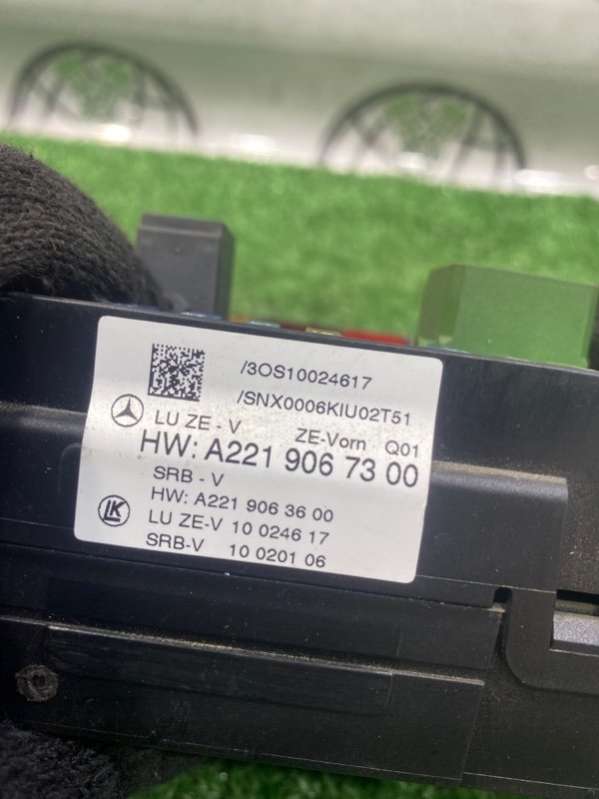 /3OS10024617
/SNX0006KIU02T51
LU ZE - V ZE-Vorn Q01
HW: A221 906 73 00
SRB - V
HW: A221 906 36 00
LK
LU ZE-V 10 0246 17
SRB-V 10 0201 06